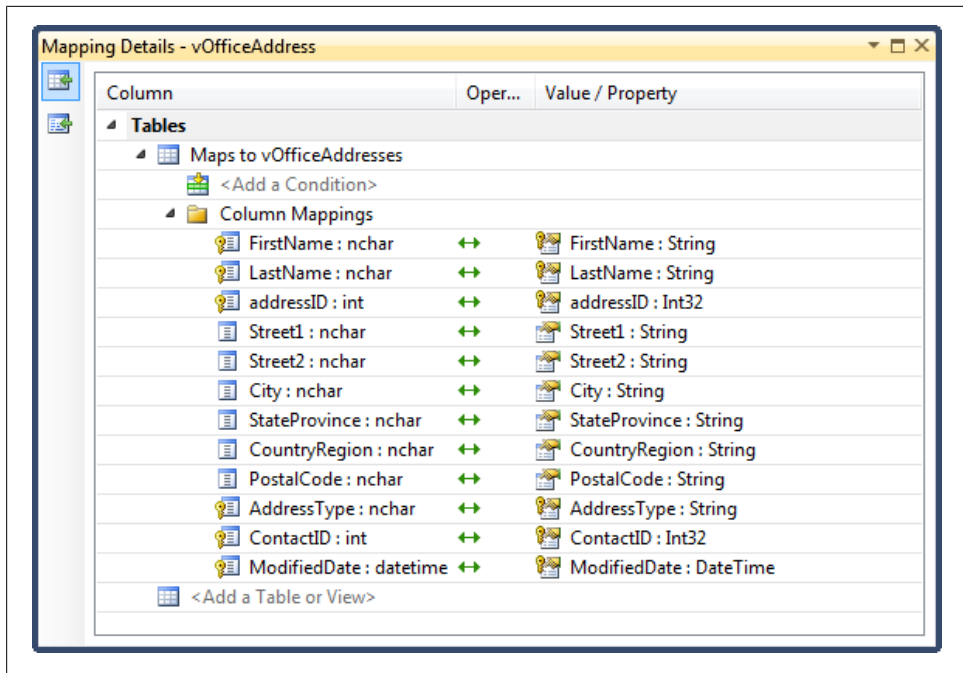 Mapping Details - vOfficeAddress
Column Oper... Value / Property
Tables
Maps to vOfficeAddresses
<Add a Condition>
Column Mappings
FirstName : nchar FirstName : String
LastName : nchar LastName : String
addressID : int addressID : Int32
Street1 : nchar Street1 : String
Street2 : nchar Street2 : String
City : nchar City : String
StateProvince : nchar StateProvince : String
CountryRegion : nchar CountryRegion : String
PostalCode : nchar PostalCode : String
AddressType : nchar AddressType : String
ContactID : int ContactID : Int32
ModifiedDate : datetime ModifiedDate : DateTime
<Add a Table or View>